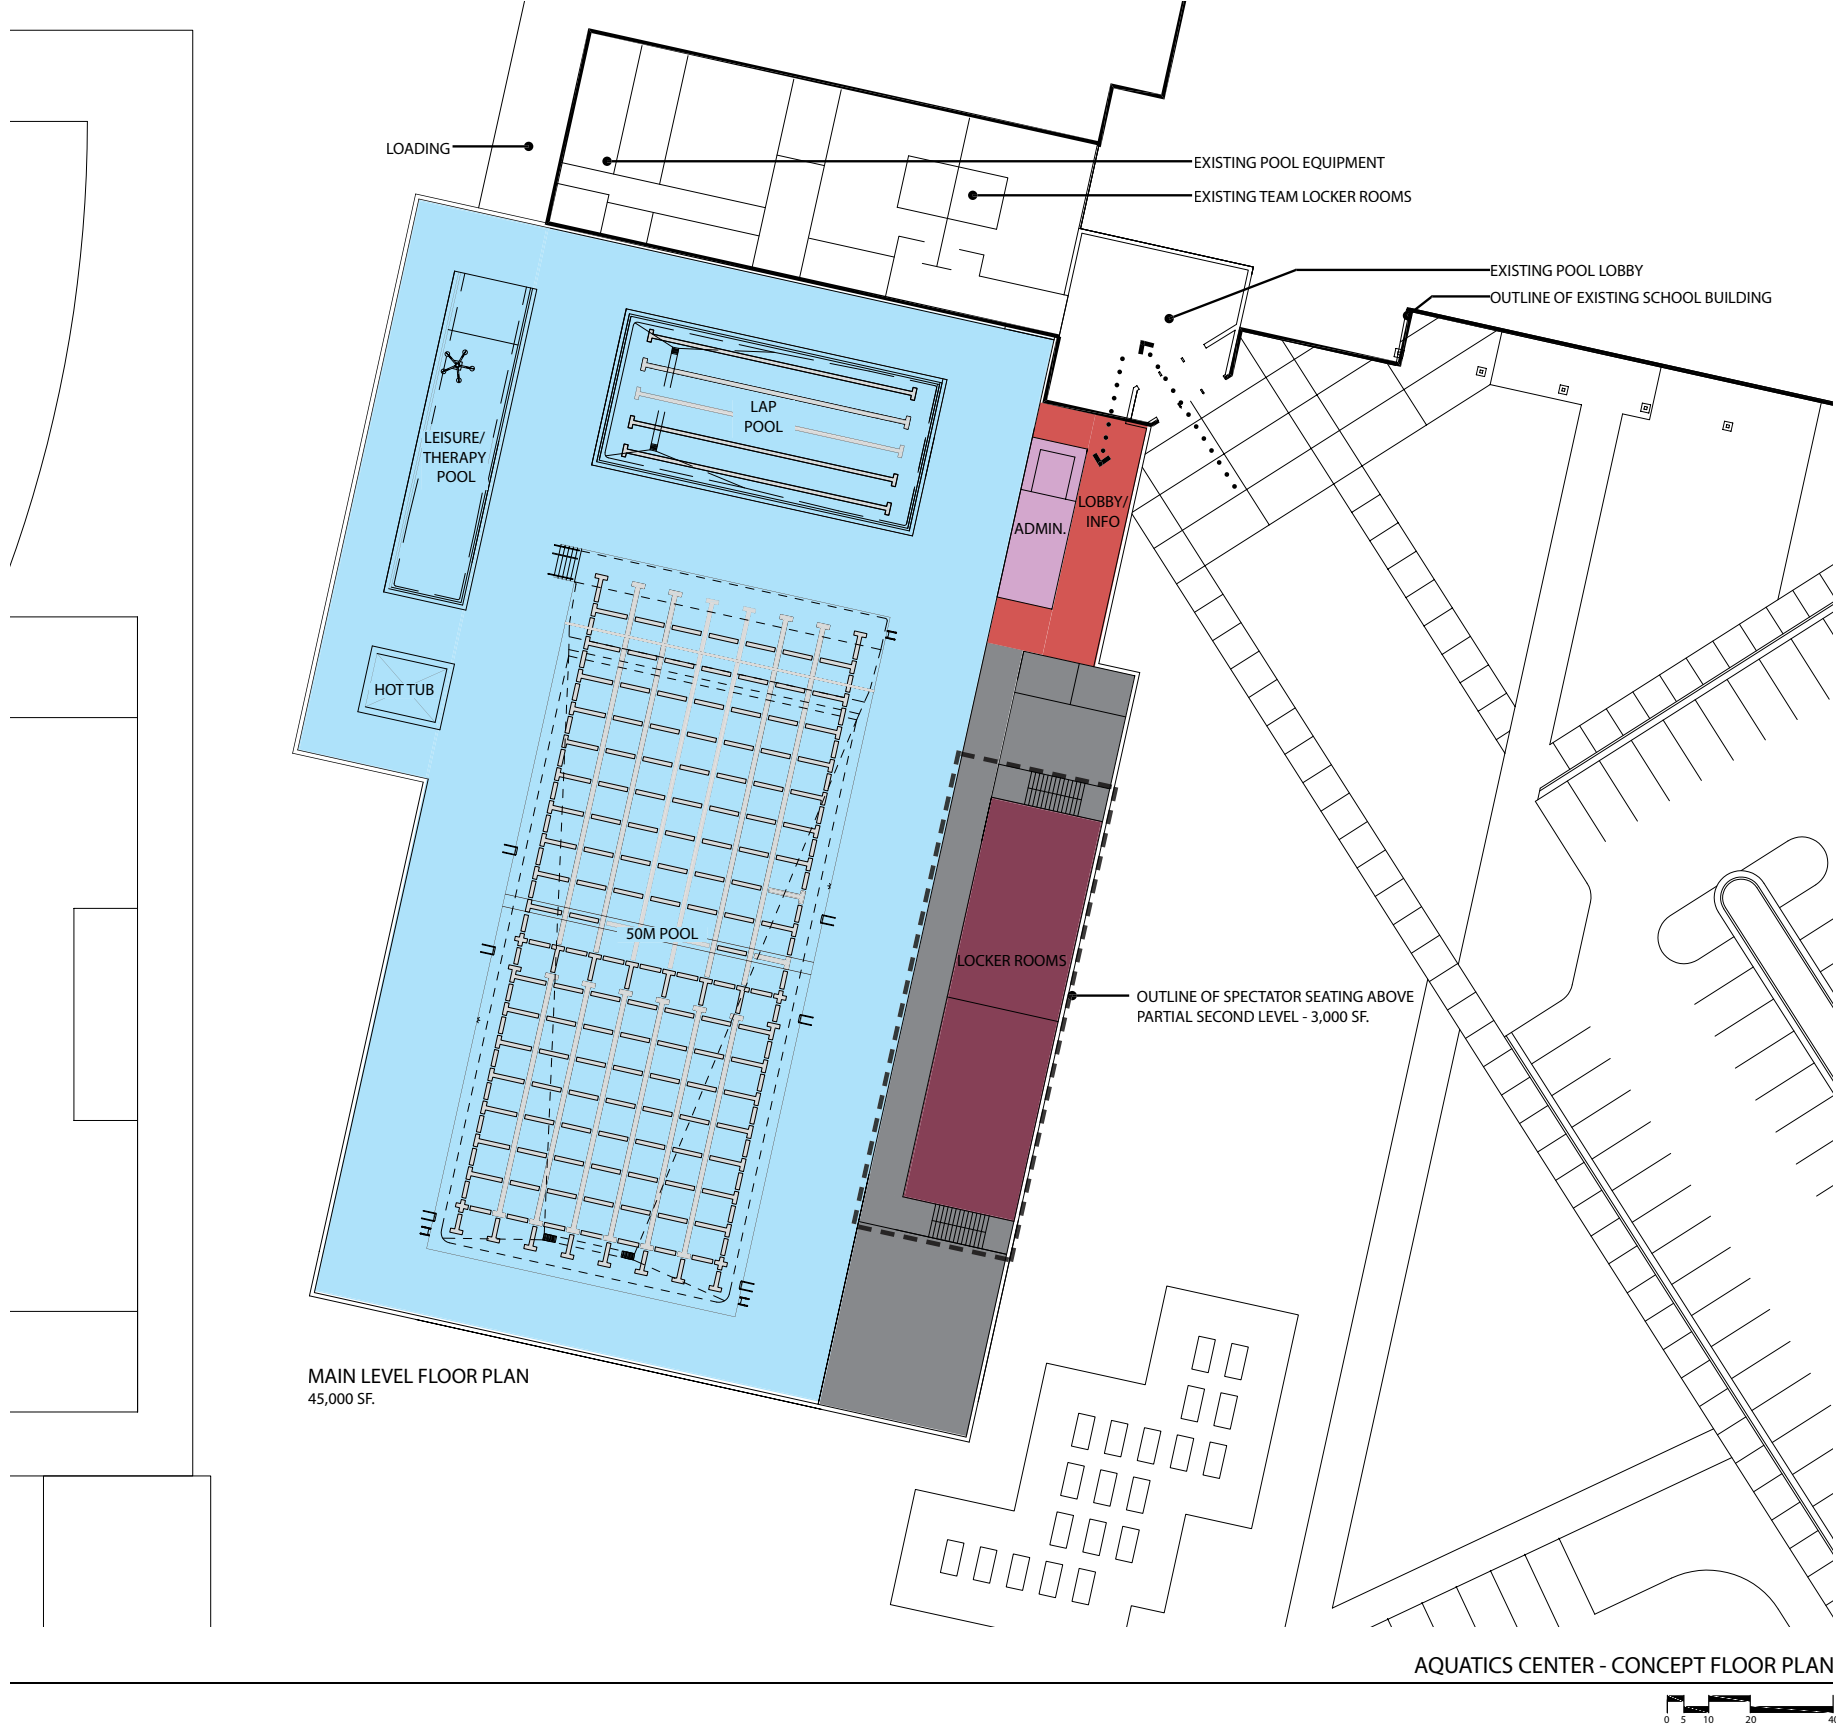 LOADING
EXISTING POOL EQUIPMENT
EXISTING TEAM LOCKER ROOMS
EXISTING POOL LOBBY
OUTLINE OF EXISTING SCHOOL BUILDING
LAP
POOL
LEISURE/
THERAPY
POOL
LOBBY/
INFO
ADMIN.
HOT TUB
50M POOL
LOCKER ROOMS
OUTLINE OF SPECTATOR SEATING ABOVE
PARTIAL SECOND LEVEL - 3,000 SF.
MAIN LEVEL FLOOR PLAN
45,000 SF.
AQUATICS CENTER - CONCEPT FLOOR PLAN
0 5 10 20 40